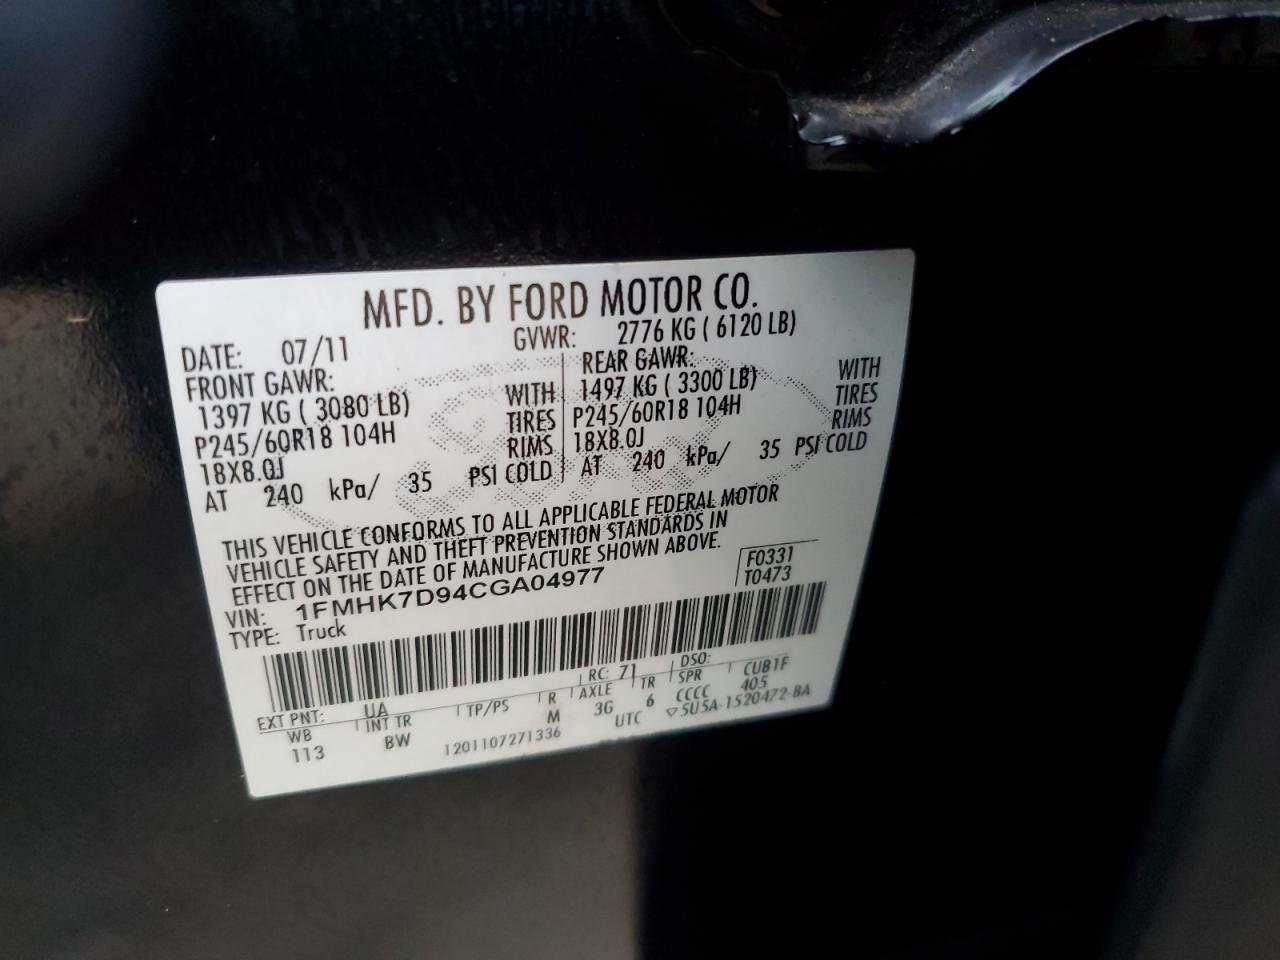 MFD. BY FORD MOTOR CO.
DATE: 07/11 GVWR: 2776 KG ( 6120 LB)
FRONT GAWR: REAR GAWR:
1397 KG ( 3080 LB) WITH 1497 KG ( 3300 LB) WITH
P245/60R18 104H TIRES P245/60R18 104H TIRES
18X8.0J RIMS 18X8.0J RIMS
AT 240 kPa/ 35 PSI COLD AT 240 kPa/ 35 PSI COLD
THIS VEHICLE CONFORMS TO ALL APPLICABLE FEDERAL MOTOR
VEHICLE SAFETY AND THEFT PREVENTION STANDARDS IN
EFFECT ON THE DATE OF MANUFACTURE SHOWN ABOVE.
F0331
T0473
VIN: 1FMHK7D94CGA04977
TYPE: Truck
EXT PNT: UA RC: 71 DSO: CUB1F
WB INT TR TP/PS R AXLE TR SPR 405
113 BW M 3G 6 CCCC
1201107271336 UTC ▽5U5A-1520472-BA